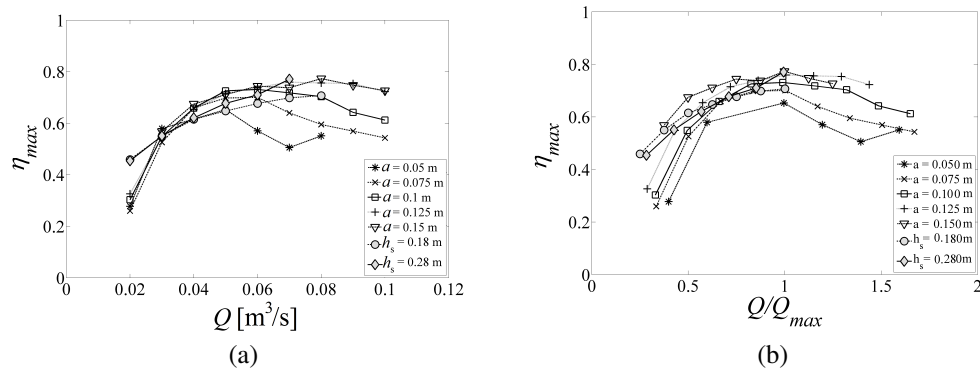 1
0.8
0.6
0.4
0.2
0
η_max
0
0.02
0.04
0.06
0.08
0.1
0.12
Q [m³/s]
a = 0.05 m
a = 0.075 m
a = 0.1 m
a = 0.125 m
a = 0.15 m
h_s = 0.18 m
h_s = 0.28 m
(a)
1
0.8
0.6
0.4
0.2
0
η_max
0
0.5
1
1.5
2
Q/Q_max
a = 0.050 m
a = 0.075 m
a = 0.100 m
a = 0.125 m
a = 0.150 m
h_s = 0.180m
h_s = 0.280m
(b)